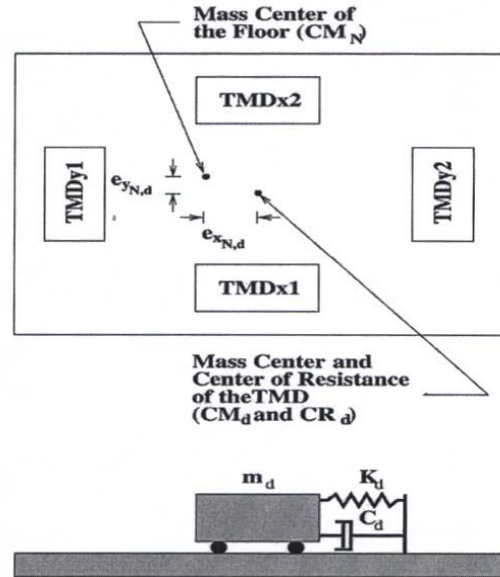 Mass Center of
the Floor (CM N)
TMDx2
TMDy1
e yN,d
TMDy2
e xN,d
TMDx1
Mass Center and
Center of Resistance
of theTMD
(CM d and CR d)
m d
K d
C d